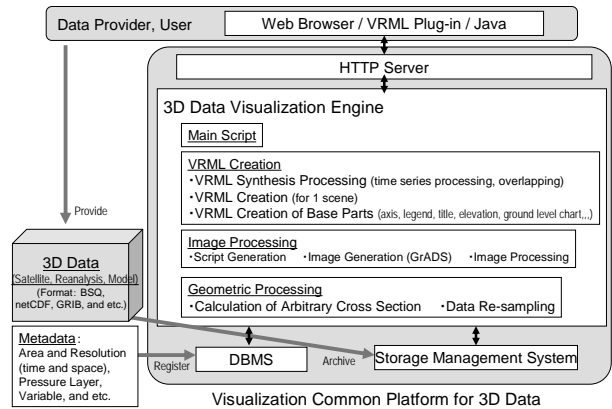 Data Provider, User
Web Browser / VRML Plug-in / Java
HTTP Server
3D Data Visualization Engine
Main Script
VRML Creation
・VRML Synthesis Processing (time series processing, overlapping)
・VRML Creation (for 1 scene)
・VRML Creation of Base Parts (axis, legend, title, elevation, ground level chart,,,)
Image Processing
・Script Generation ・Image Generation (GrADS) ・Image Processing
Geometric Processing
・Calculation of Arbitrary Cross Section ・Data Re-sampling
Provide
3D Data
(Satellite, Reanalysis, Model)
(Format: BSQ,
netCDF, GRIB, and etc.)
Metadata:
Area and Resolution
(time and space),
Pressure Layer,
Variable, and etc.
Register
DBMS
Archive
Storage Management System
Visualization Common Platform for 3D Data